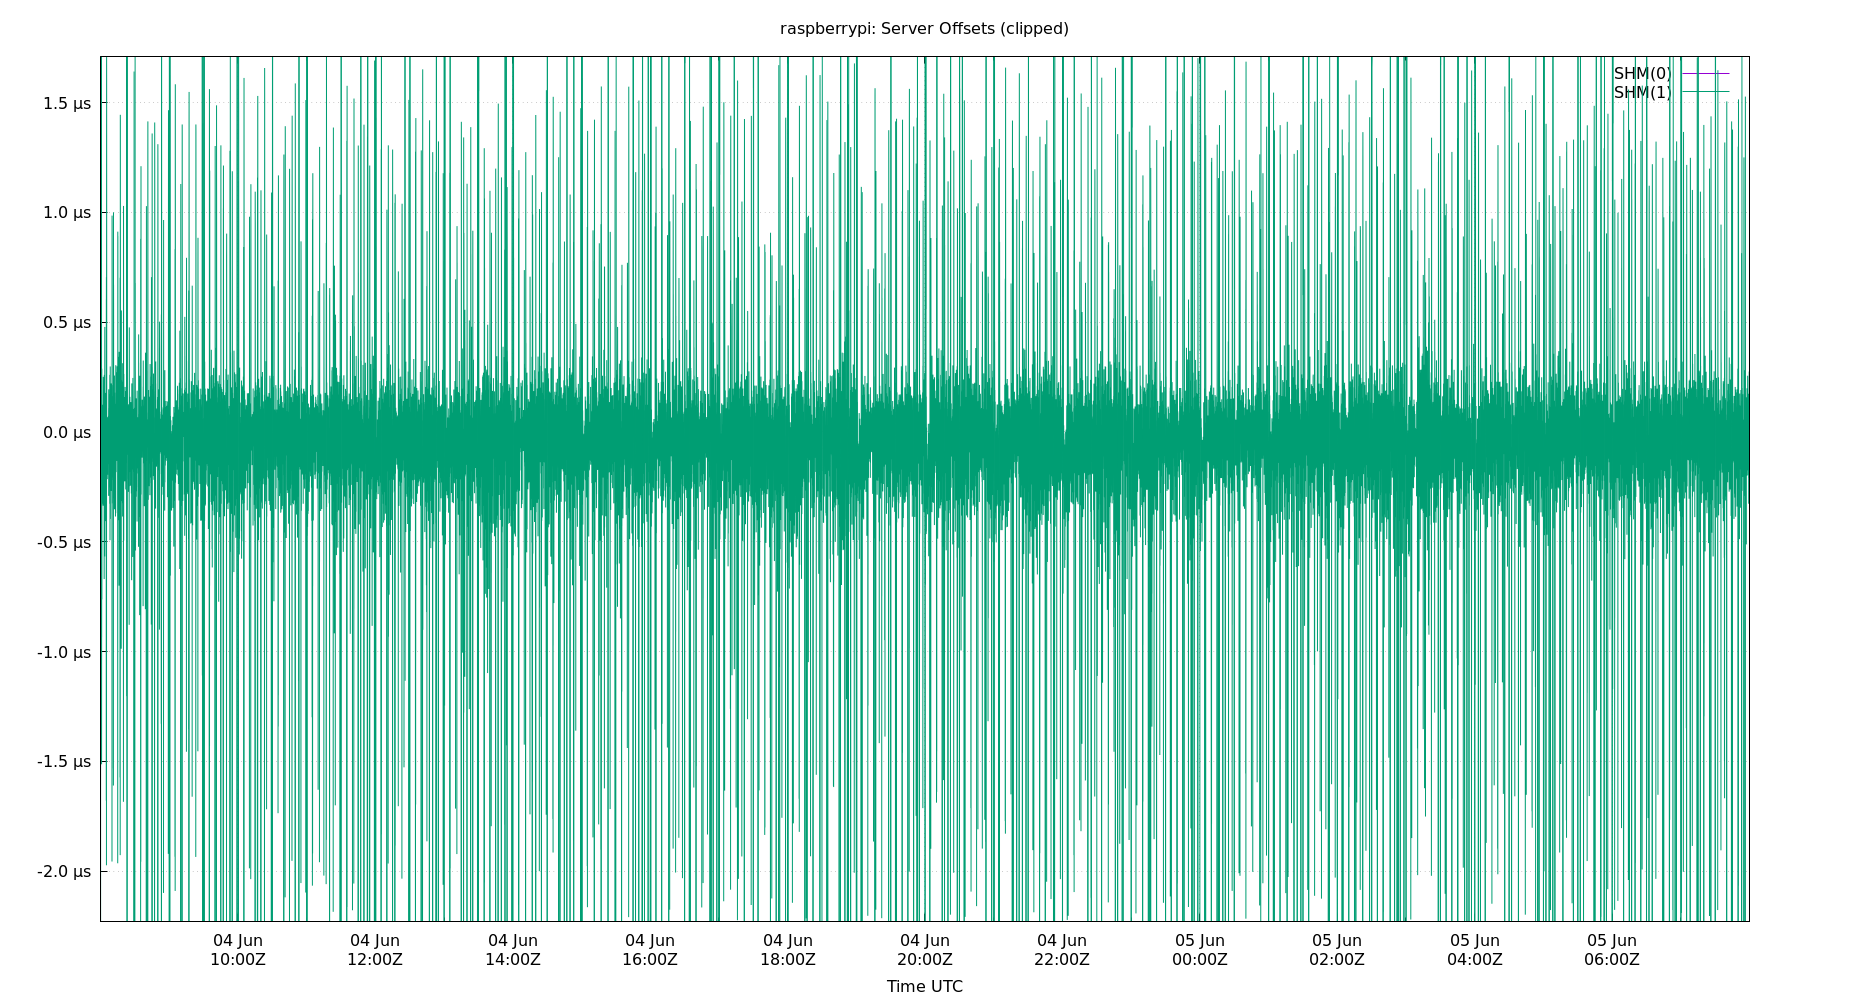 raspberrypi: Server Offsets (clipped)
SHM(0)
SHM(1)
1.5 µs
1.0 µs
0.5 µs
0.0 µs
-0.5 µs
-1.0 µs
-1.5 µs
-2.0 µs
04 Jun 04 Jun 04 Jun 04 Jun 04 Jun 04 Jun 04 Jun 05 Jun 05 Jun 05 Jun 05 Jun
10:00Z 12:00Z 14:00Z 16:00Z 18:00Z 20:00Z 22:00Z 00:00Z 02:00Z 04:00Z 06:00Z
Time UTC